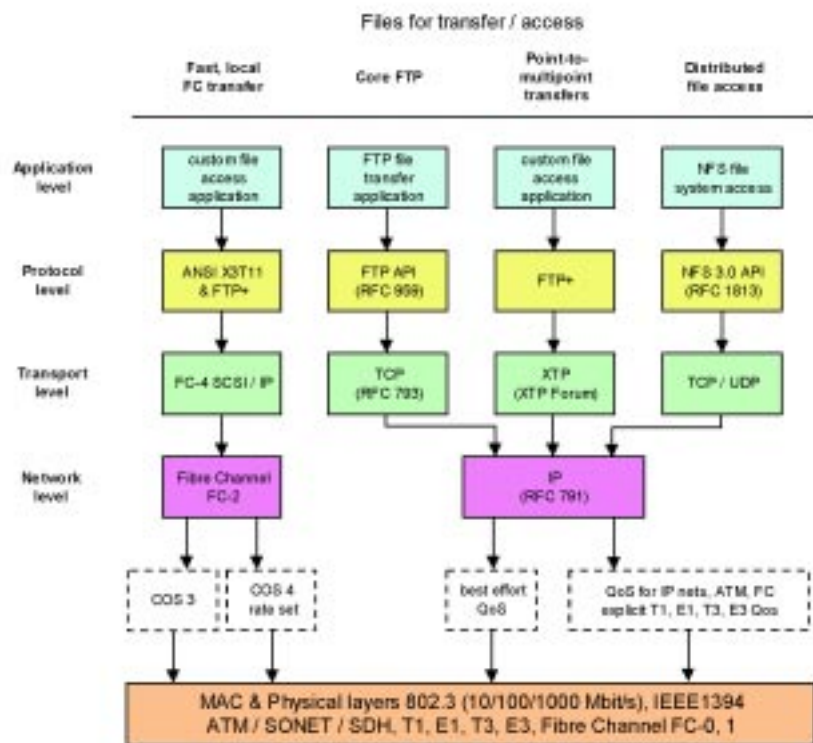 Files for transfer / access
Fast, local
FC transfer
Core FTP
Point-to-
multipoint
transfers
Distributed
file access
Application
level
custom file
access
application
FTP file
transfer
application
custom file
access
application
NFS file
system access
Protocol
level
ANSI X3T11
& FTP+
FTP API
(RFC 959)
FTP+
NFS 3.0 API
(RFC 1813)
Transport
level
FC-4 SCSI / IP
TCP
(RFC 793)
XTP
(XTP Forum)
TCP / UDP
Network
level
Fibre Channel
FC-2
IP
(RFC 791)
COS 3
COS 4
rate set
best effort
QoS
QoS for IP nets, ATM, FC
explicit T1, E1, T3, E3 Qos
MAC & Physical layers 802.3 (10/100/1000 Mbit/s), IEEE1394
ATM / SONET / SDH, T1, E1, T3, E3, Fibre Channel FC-0, 1